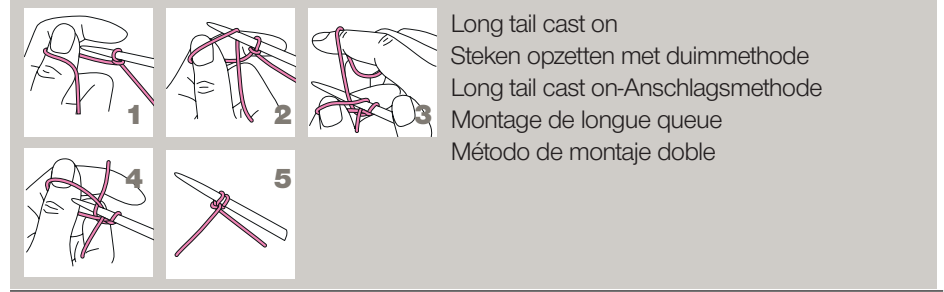 1
2
3
4
5
Long tail cast on
Steken opzetten met duimmethode
Long tail cast on-Anschlagsmethode
Montage de longue queue
Método de montaje doble